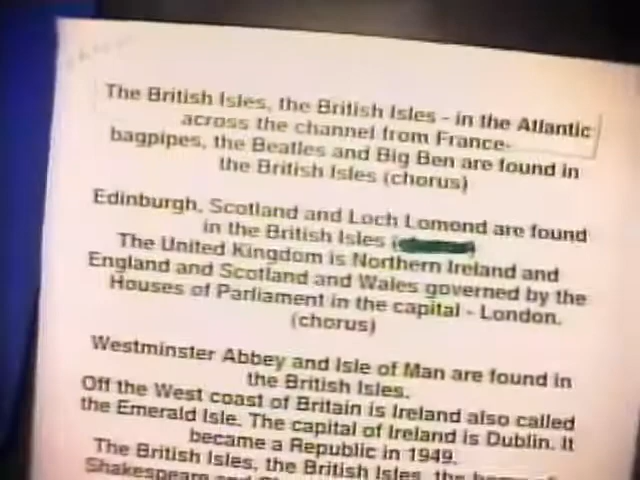 The British Isles, the British Isles - in the Atlantic
across the channel from France-
bagpipes, the Beatles and Big Ben are found in
the British Isles (chorus)
Edinburgh, Scotland and Loch Lomond are found
in the British Isles
The United Kingdom is Northern Ireland and
England and Scotland and Wales governed by the
Houses of Parliament in the capital - London.
(chorus)
Westminster Abbey and Isle of Man are found in
the British Isles.
Off the West coast of Britain is Ireland also called
the Emerald Isle. The capital of Ireland is Dublin. It
became a Republic in 1949.
The British Isles, the British Isles, the
Shakespeare and